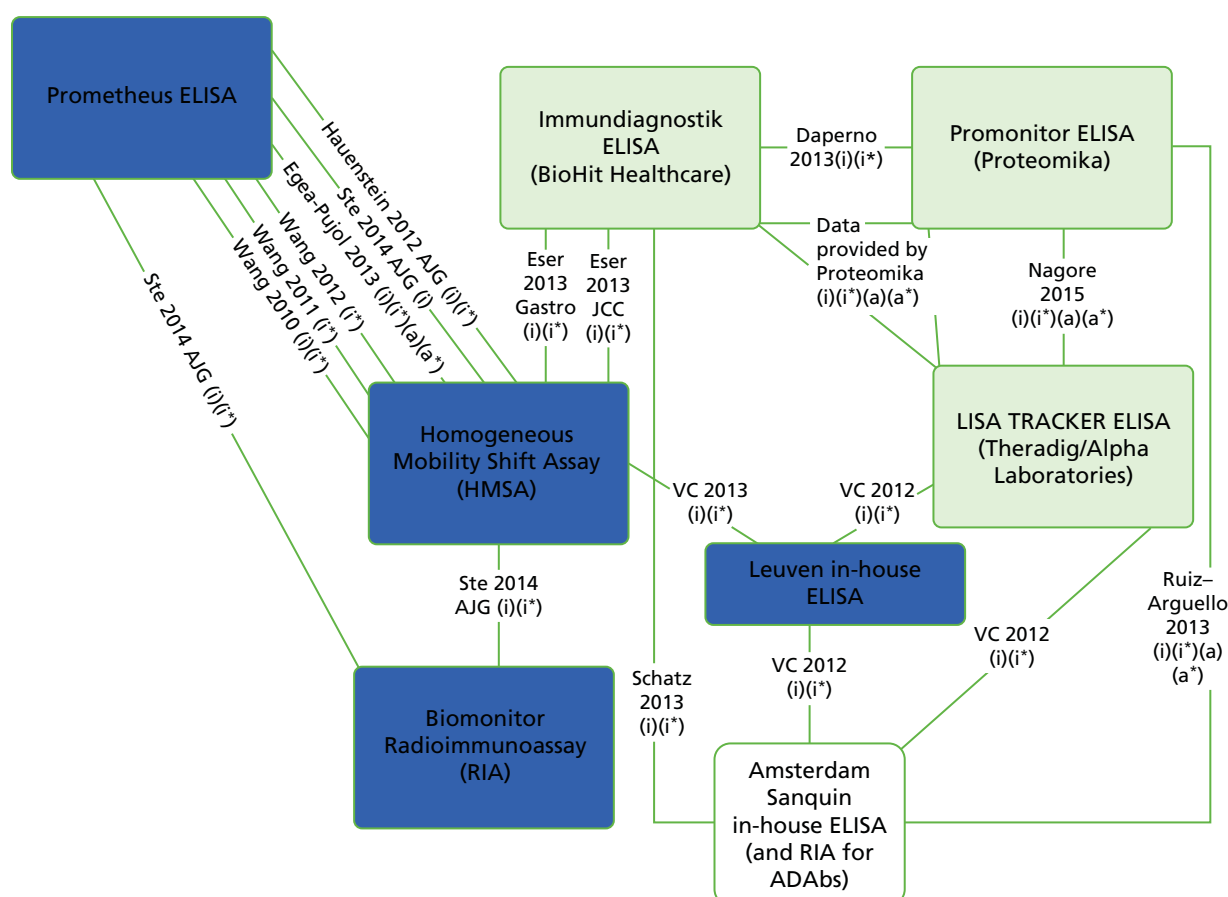 Prometheus ELISA
Hauenstein 2012 AJG (i)(i*)
Ste 2014 AJG (i)
Egea-Pujol 2013 (i)(i*)(a)(a*)
Wang 2012 (i*)
Wang 2011 (i*)
Wang 2010 (i)(i*)
Ste 2014 AJG (i)(i*)
Immundiagnostik
ELISA
(BioHit Healthcare)
Daperno
2013(i)(i*)
Promonitor ELISA
(Proteomika)
Eser
2013
Gastro
(i)(i*)
Eser
2013
JCC
(i)(i*)
Data
provided by
Proteomika
(i)(i*)(a)(a*)
Nagore
2015
(i)(i*)(a)(a*)
Homogeneous
Mobility Shift Assay
(HMSA)
LISA TRACKER ELISA
(Theradig/Alpha
Laboratories)
VC 2013
(i)(i*)
VC 2012
(i)(i*)
Leuven in-house
ELISA
Ste 2014
AJG (i)(i*)
Ruiz–
Arguello
2013
(i)(i*)(a)
(a*)
VC 2012
(i)(i*)
VC 2012
(i)(i*)
Schatz
2013
(i)(i*)
Biomonitor
Radioimmunoassay
(RIA)
Amsterdam
Sanquin
in-house ELISA
(and RIA for
ADAbs)